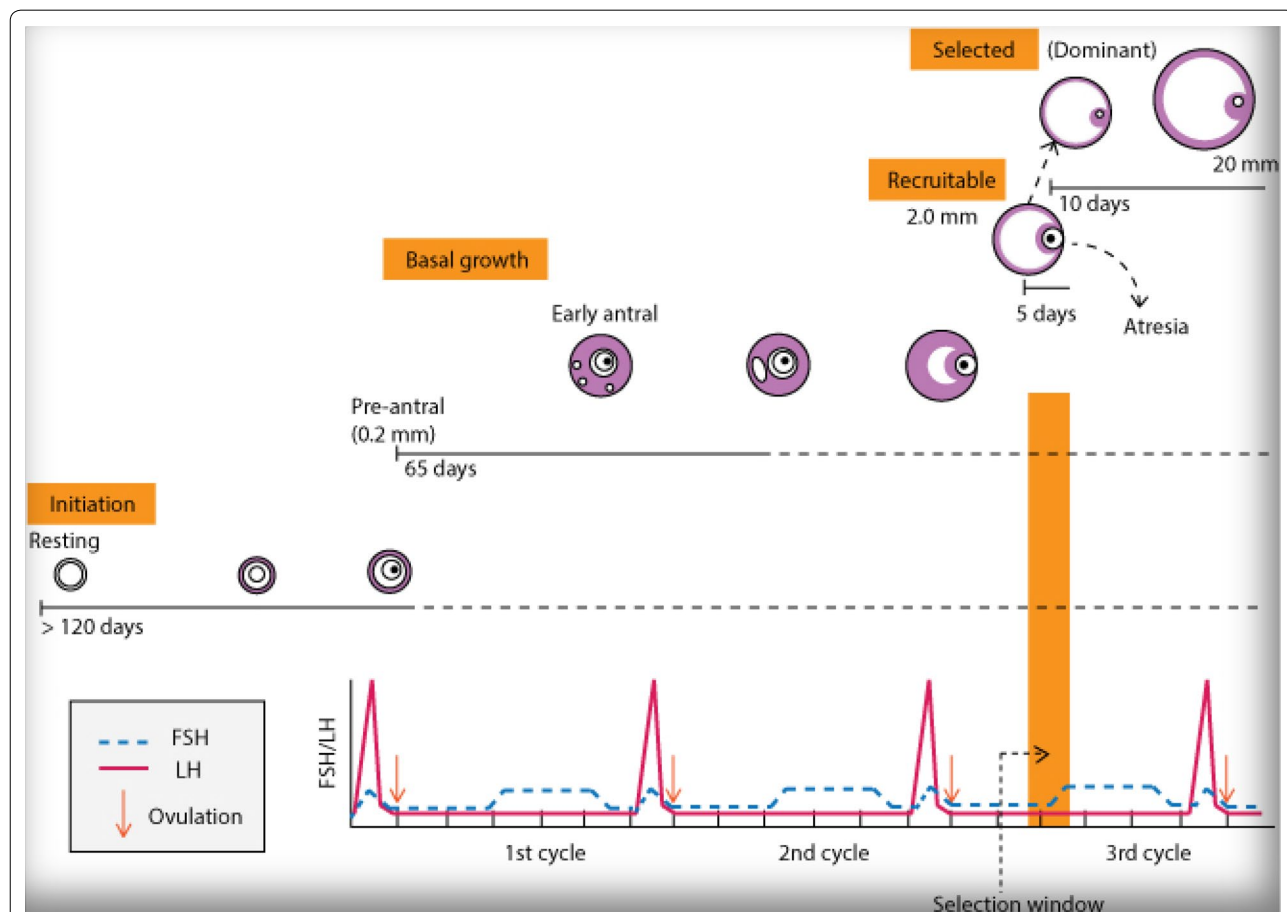 Selected (Dominant)
20 mm
Recruitable
2.0 mm
10 days
Basal growth
5 days
Atresia
Early antral
Pre-antral
(0.2 mm)
65 days
Initiation
Resting
> 120 days
FSH
LH
Ovulation
FSH/LH
1st cycle
2nd cycle
3rd cycle
Selection window